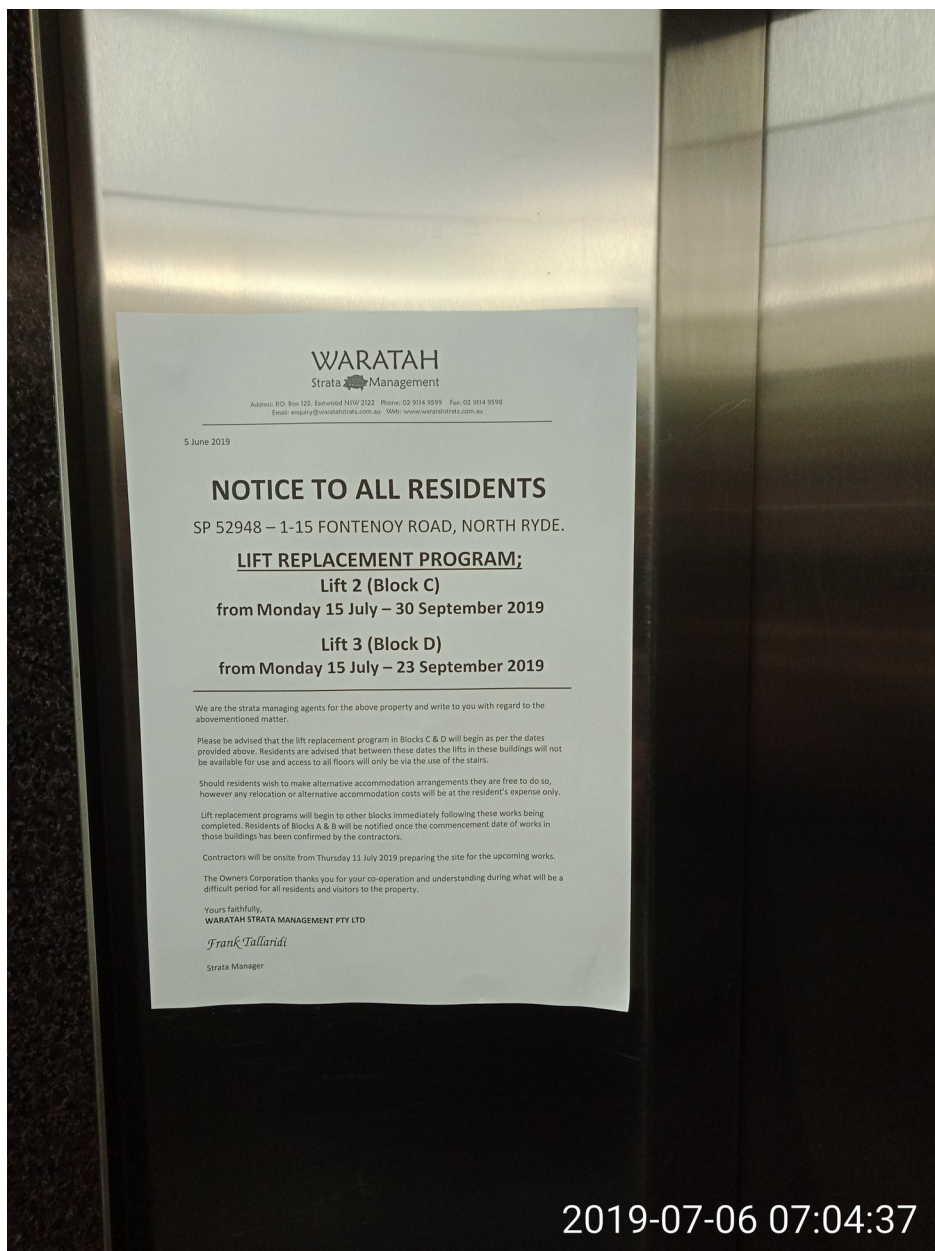 WARATAH
Strata Management
Address: P.O. Box 125, Eastwood NSW 2122 Phone: 02 9114 9599 Fax: 02 9114 9598
Email: enquiry@waratahstrata.com.au Web: www.waratahstrata.com.au
5 June 2019
NOTICE TO ALL RESIDENTS
SP 52948 – 1-15 FONTENOY ROAD, NORTH RYDE.
LIFT REPLACEMENT PROGRAM;
Lift 2 (Block C)
from Monday 15 July – 30 September 2019
Lift 3 (Block D)
from Monday 15 July – 23 September 2019
We are the strata managing agents for the above property and write to you with regard to the
abovementioned matter.
Please be advised that the lift replacement program in Blocks C & D will begin as per the dates
provided above. Residents are advised that between these dates the lifts in these buildings will not
be available for use and access to all floors will only be via the use of the stairs.
Should residents wish to make alternative accommodation arrangements they are free to do so,
however any relocation or alternative accommodation costs will be at the resident's expense only.
Lift replacement programs will begin to other blocks immediately following these works being
completed. Residents of Blocks A & B will be notified once the commencement date of works in
those buildings has been confirmed by the contractors.
Contractors will be onsite from Thursday 11 July 2019 preparing the site for the upcoming works.
The Owners Corporation thanks you for your co-operation and understanding during what will be a
difficult period for all residents and visitors to the property.
Yours faithfully,
WARATAH STRATA MANAGEMENT PTY LTD
Frank Tallaridi
Strata Manager
2019-07-06 07:04:37